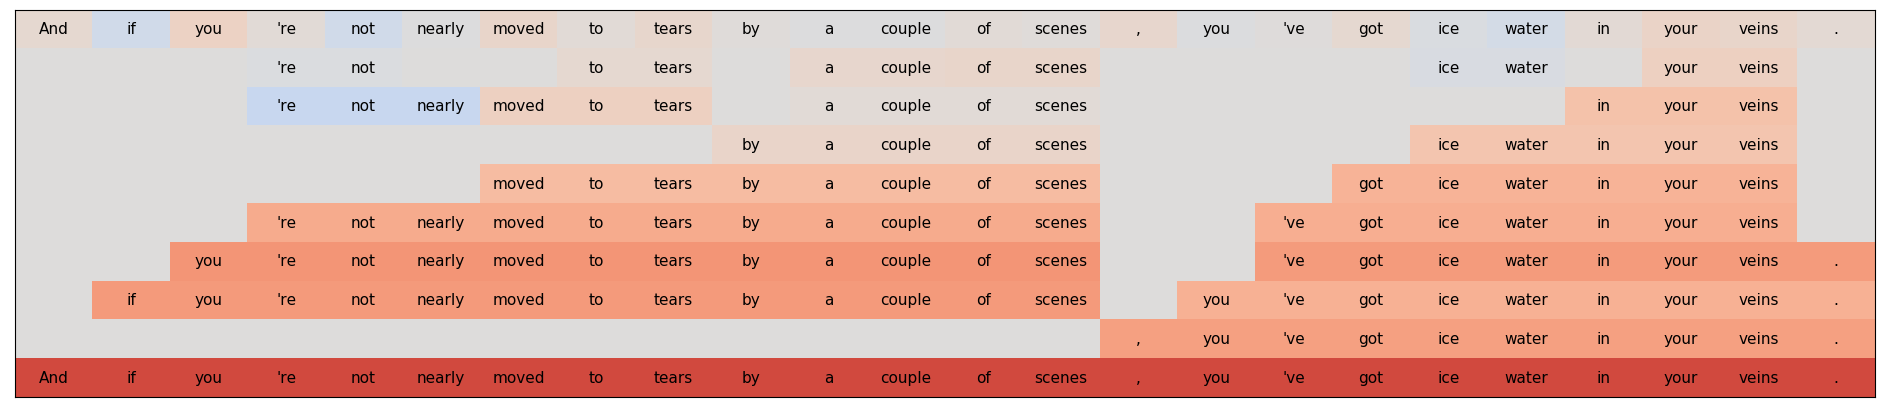 And if you 're not nearly moved to tears by a couple of scenes , you 've got ice water in your veins .
're not to tears a couple of scenes ice water your veins
're not nearly moved to tears a couple of scenes in your veins
by a couple of scenes ice water in your veins
moved to tears by a couple of scenes got ice water in your veins
're not nearly moved to tears by a couple of scenes 've got ice water in your veins
you 're not nearly moved to tears by a couple of scenes 've got ice water in your veins .
if you 're not nearly moved to tears by a couple of scenes you 've got ice water in your veins .
, you 've got ice water in your veins .
And if you 're not nearly moved to tears by a couple of scenes , you 've got ice water in your veins .